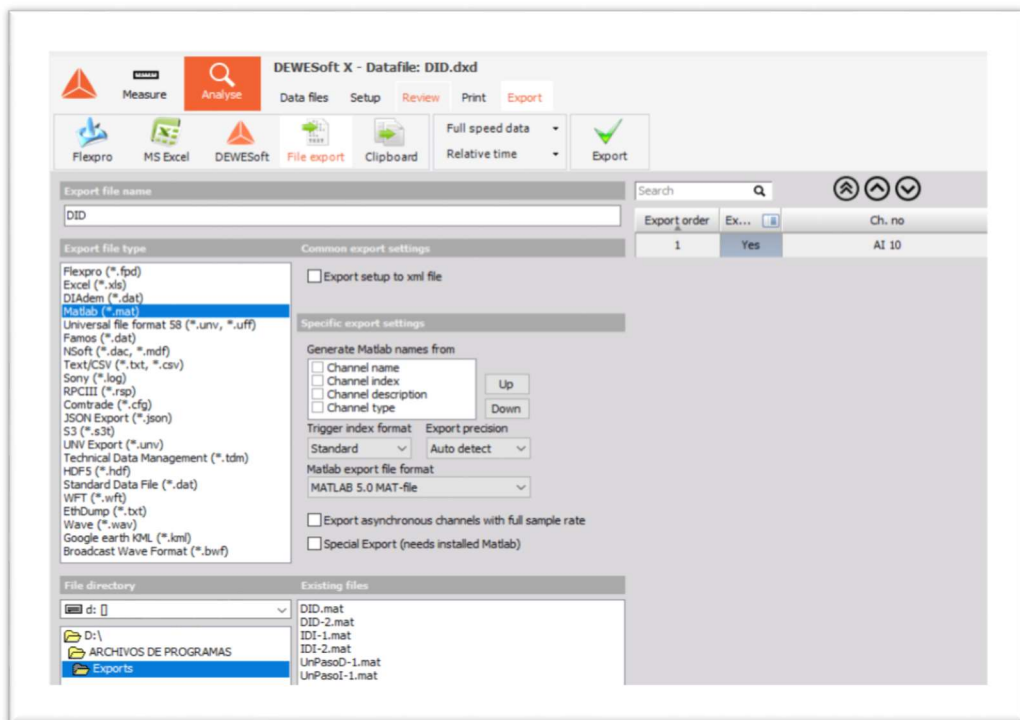 DEWESoft X - Datafile: DID.dxd
Measure
Analyse
Data files Setup Review Print Export
Flexpro
MS Excel
DEWESoft
File export
Clipboard
Full speed data
Relative time
Export
Export file name
DID
Export file type
Flexpro (*.fpd)
Excel (*.xls)
DIAdem (*.dat)
Matlab (*.mat)
Universal file format 58 (*.unv, *.uff)
Famos (*.dat)
NSoft (*.dac, *.mdf)
Text/CSV (*.txt, *.csv)
Sony (*.log)
RPCIII (*.rsp)
Comtrade (*.cfg)
JSON Export (*.json)
S3 (*.s3t)
UNV Export (*.unv)
Technical Data Management (*.tdm)
HDF5 (*.hdf)
Standard Data File (*.dat)
WFT (*.wft)
EthDump (*.txt)
Wave (*.wav)
Google earth KML (*.kml)
Broadcast Wave Format (*.bwf)
Common export settings
Export setup to xml file
Specific export settings
Generate Matlab names from
Channel name
Channel index
Channel description
Channel type
Up
Down
Trigger index format Export precision
Standard Auto detect
Matlab export file format
MATLAB 5.0 MAT-file
Export asynchronous channels with full sample rate
Special Export (needs installed Matlab)
File directory
d: []
D:\
ARCHIVOS DE PROGRAMAS
Exports
Existing files
DID.mat
DID-2.mat
IDI-1.mat
IDI-2.mat
UnPasoD-1.mat
UnPasoI-1.mat
Search
Export order Ex... Ch. no
1 Yes AI 10